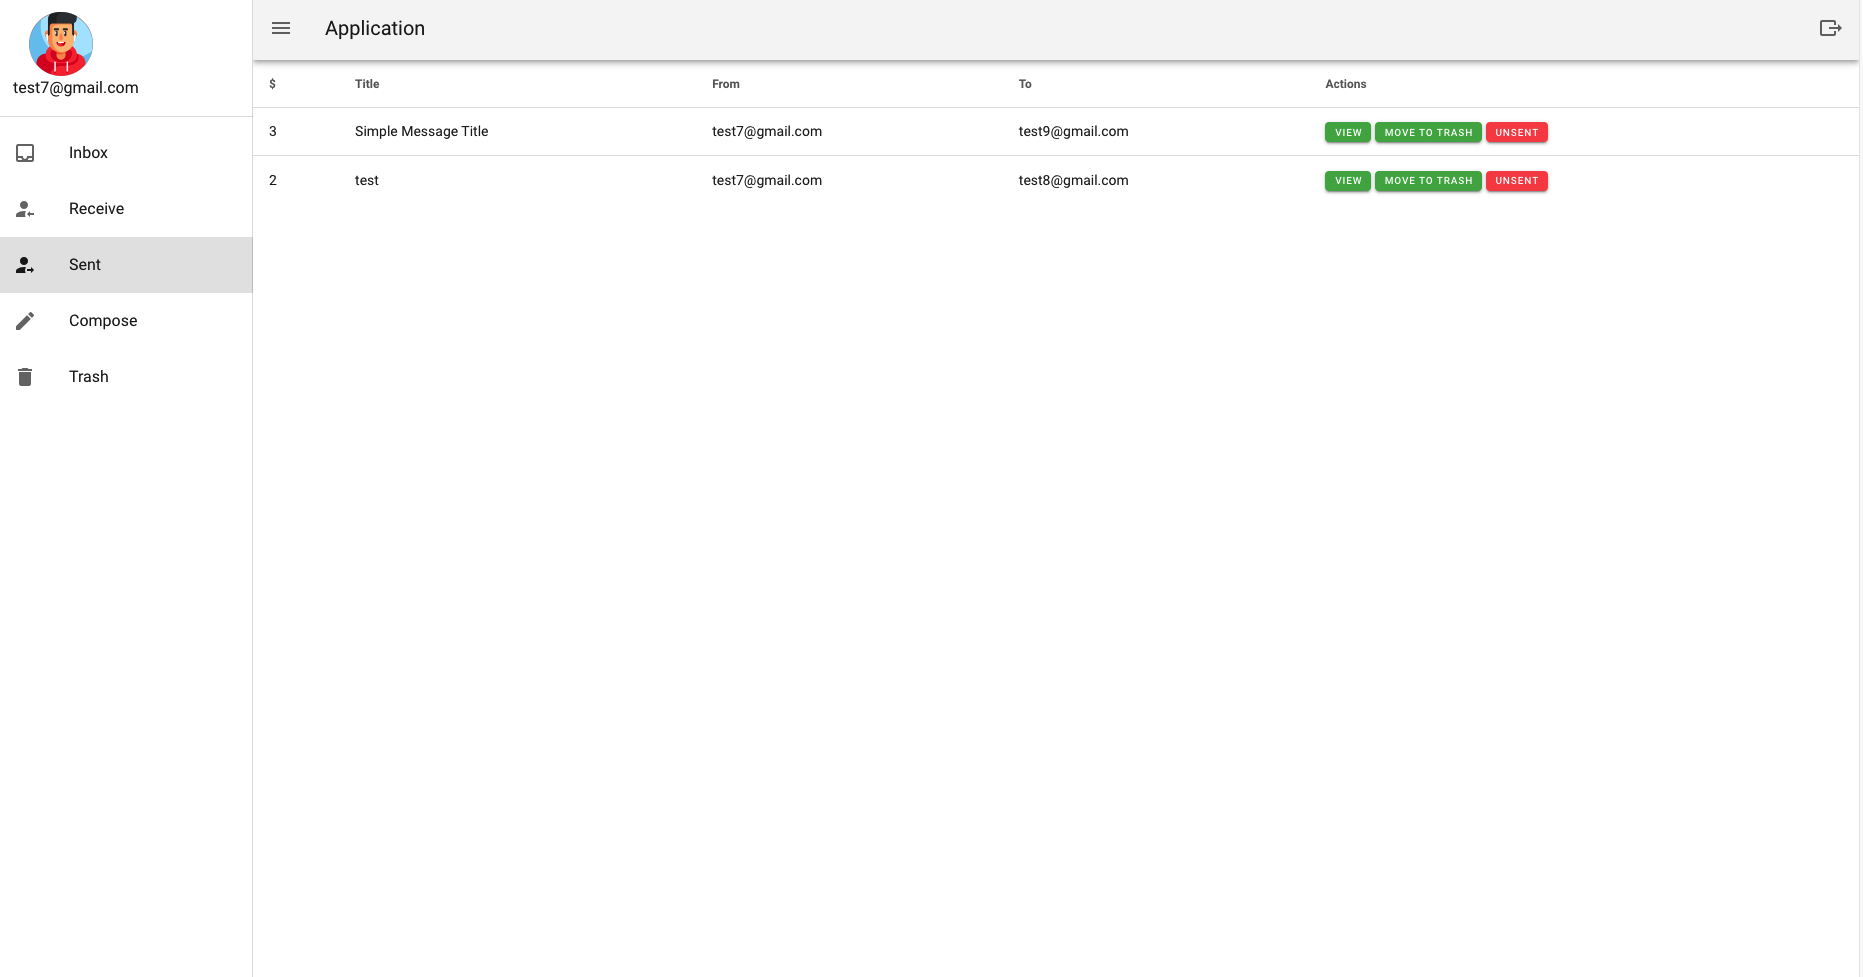 test7@gmail.com
Inbox
Receive
Sent
Compose
Trash
Application
$ Title From To Actions
3 Simple Message Title test7@gmail.com test9@gmail.com VIEW MOVE TO TRASH UNSENT
2 test test7@gmail.com test8@gmail.com VIEW MOVE TO TRASH UNSENT